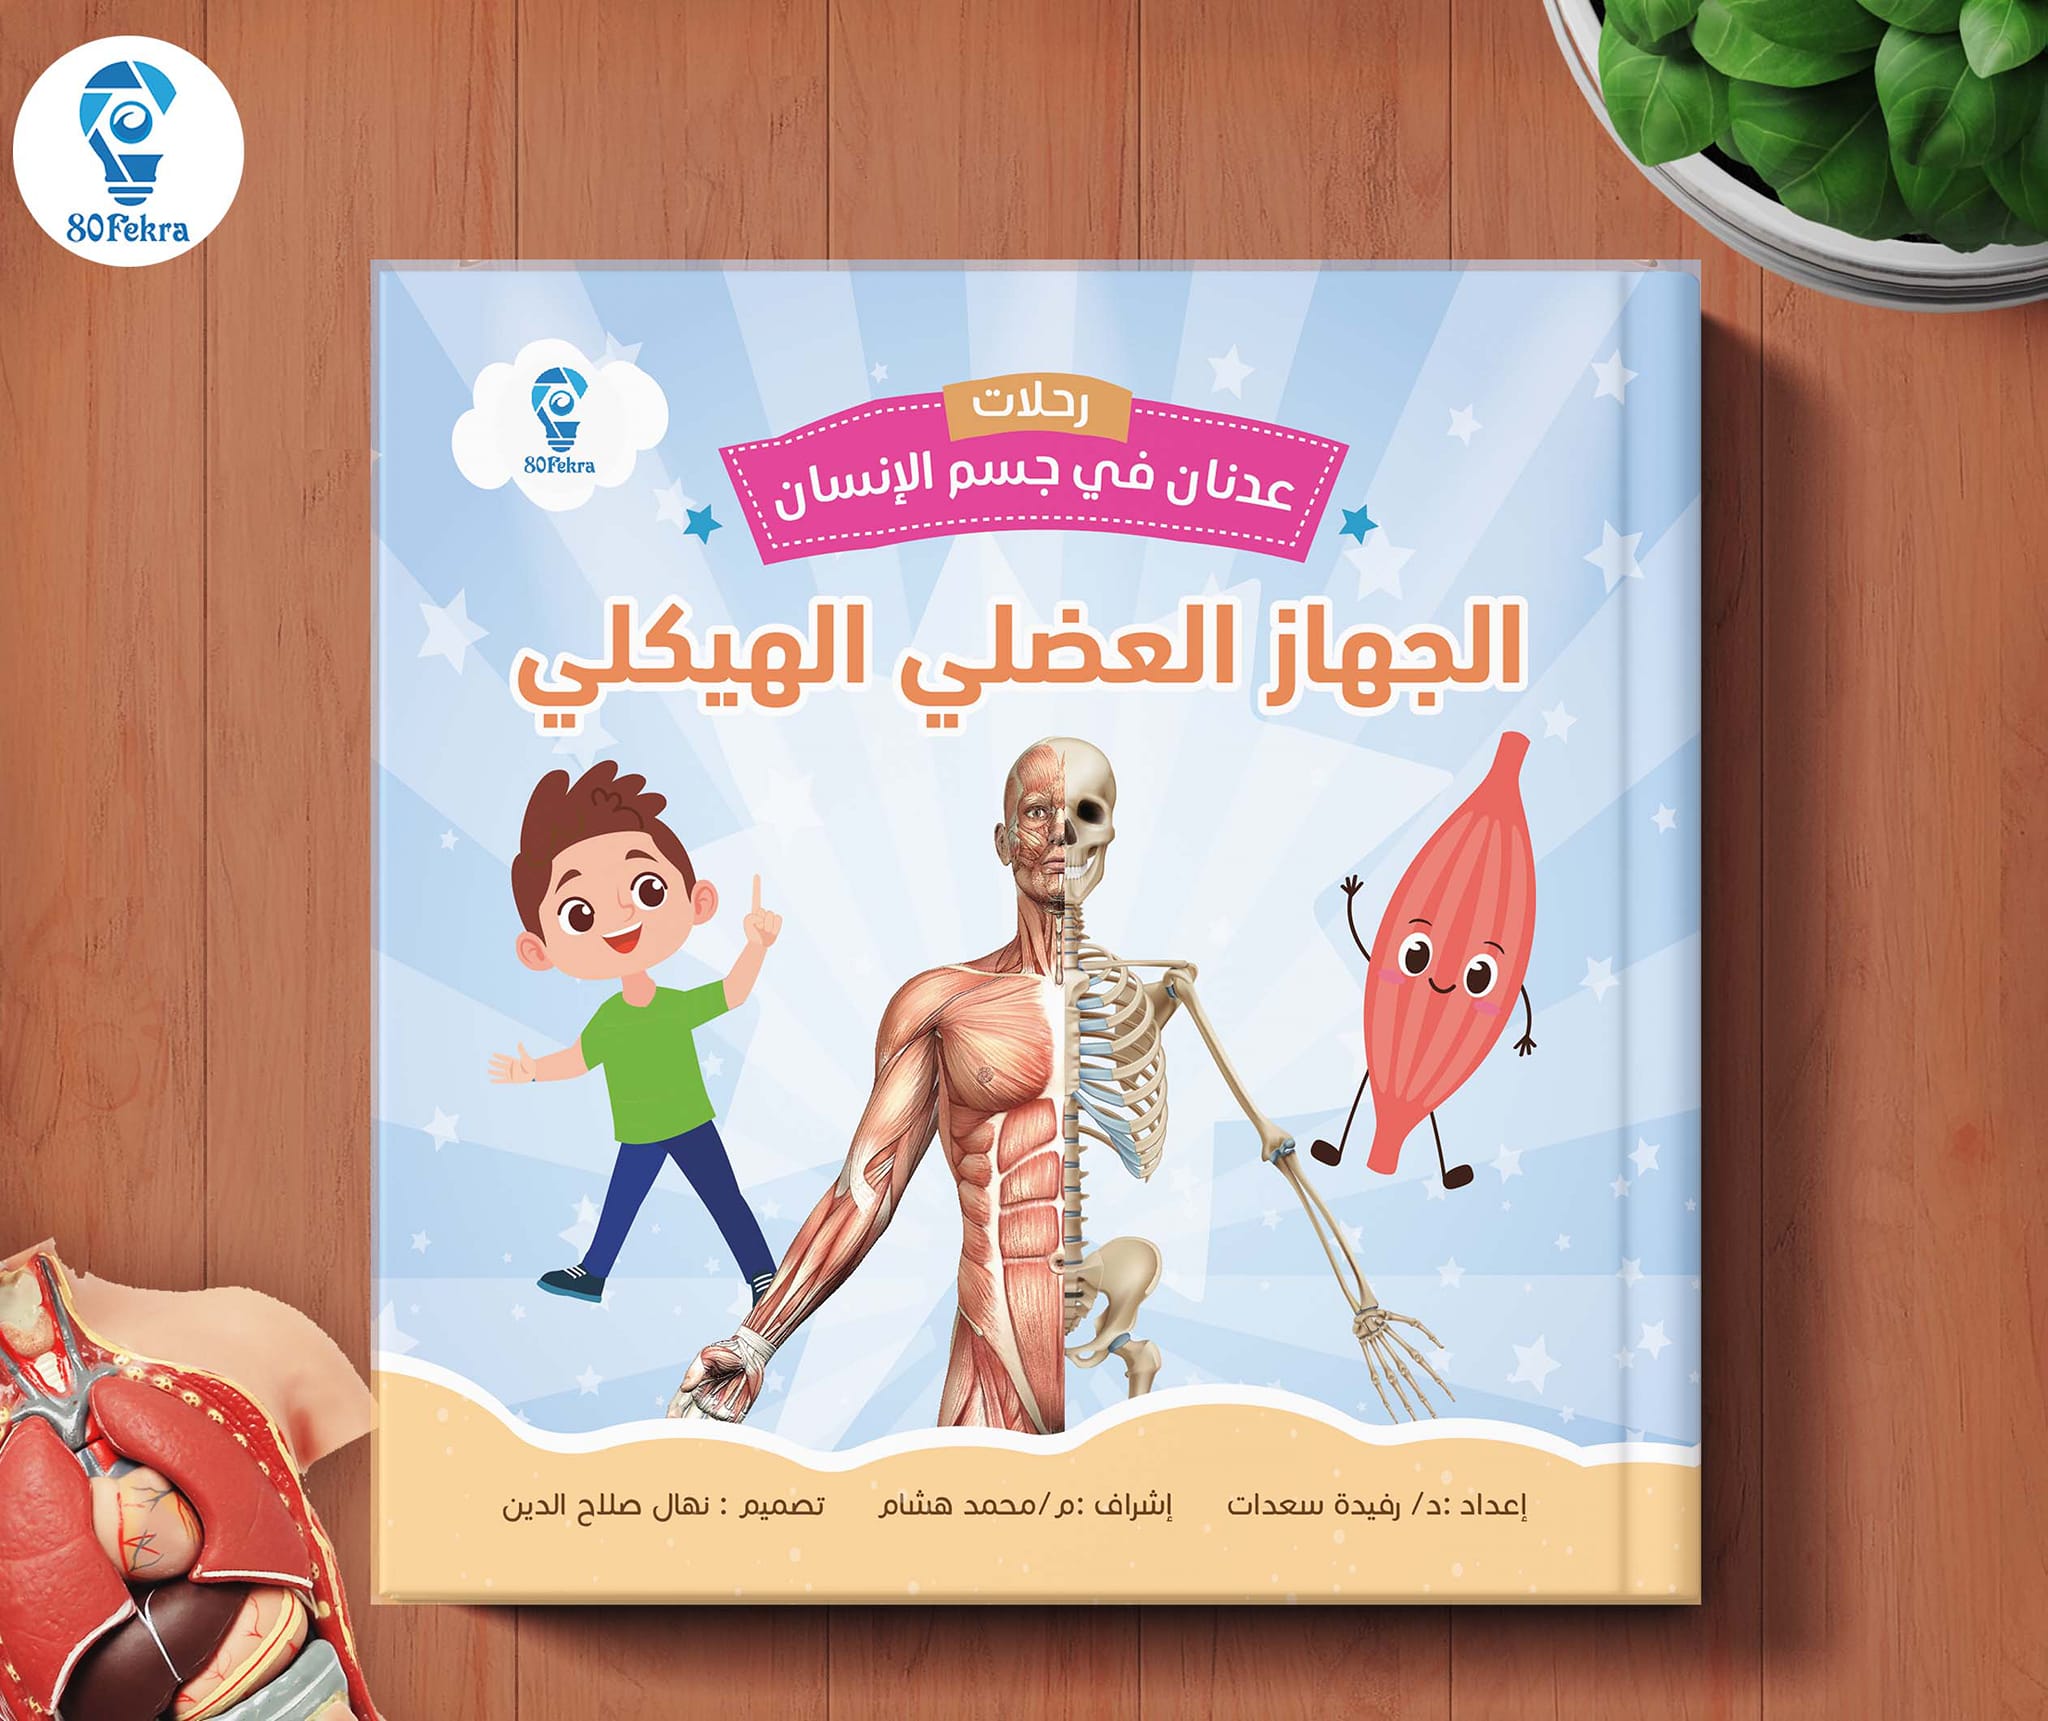 80Fekra
80Fekra
رحلات
عدنان في جسم الإنسان
الجهاز العضلي الهيكلي
إعداد :د/ رفيدة سعدات إشراف :م/محمد هشام تصميم : نهال صلاح الدين